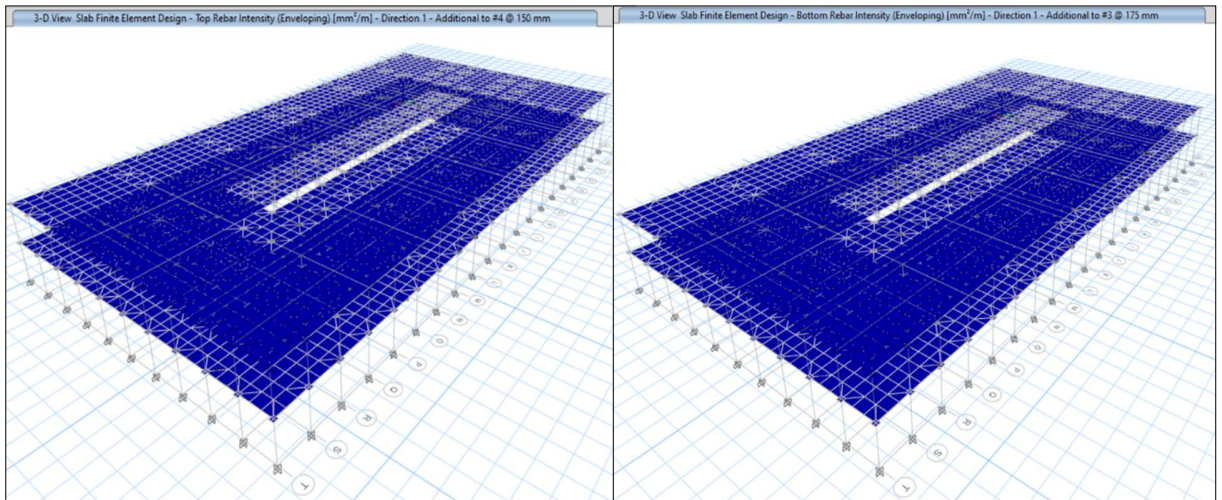 3-D View Slab Finite Element Design - Top Rebar Intensity (Enveloping) [mm²/m] - Direction 1 - Additional to #4 @ 150 mm
3-D View Slab Finite Element Design - Bottom Rebar Intensity (Enveloping) [mm²/m] - Direction 1 - Additional to #3 @ 175 mm
O
P
Q
R
S
T
O
P
Q
R
S
T